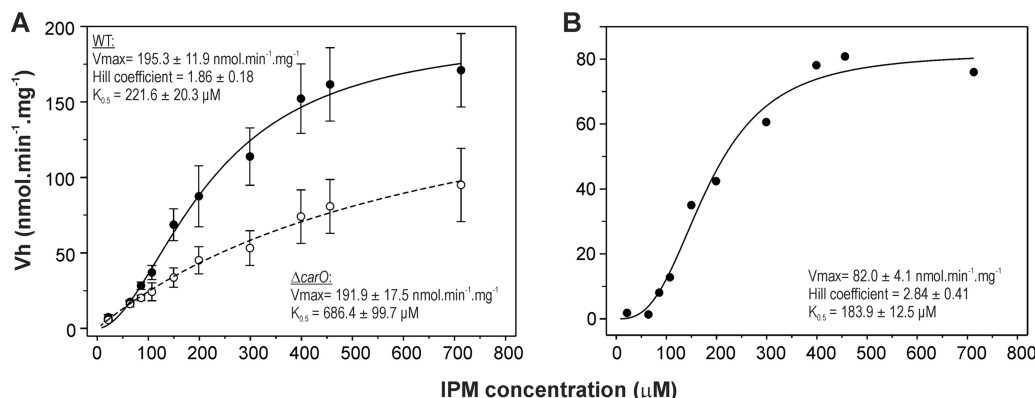 A
WT:
Vmax= 195.3 ± 11.9 nmol.min⁻¹.mg⁻¹
Hill coefficient = 1.86 ± 0.18
K₀.₅ = 221.6 ± 20.3 µM
ΔcarO:
Vmax= 191.9 ± 17.5 nmol.min⁻¹.mg⁻¹
K₀.₅ = 686.4 ± 99.7 µM
Vh (nmol.min⁻¹.mg⁻¹)
200
150
100
50
0
0 100 200 300 400 500 600 700 800
B
80
60
40
20
0
Vmax= 82.0 ± 4.1 nmol.min⁻¹.mg⁻¹
Hill coefficient = 2.84 ± 0.41
K₀.₅ = 183.9 ± 12.5 µM
0 100 200 300 400 500 600 700 800
IPM concentration (µM)